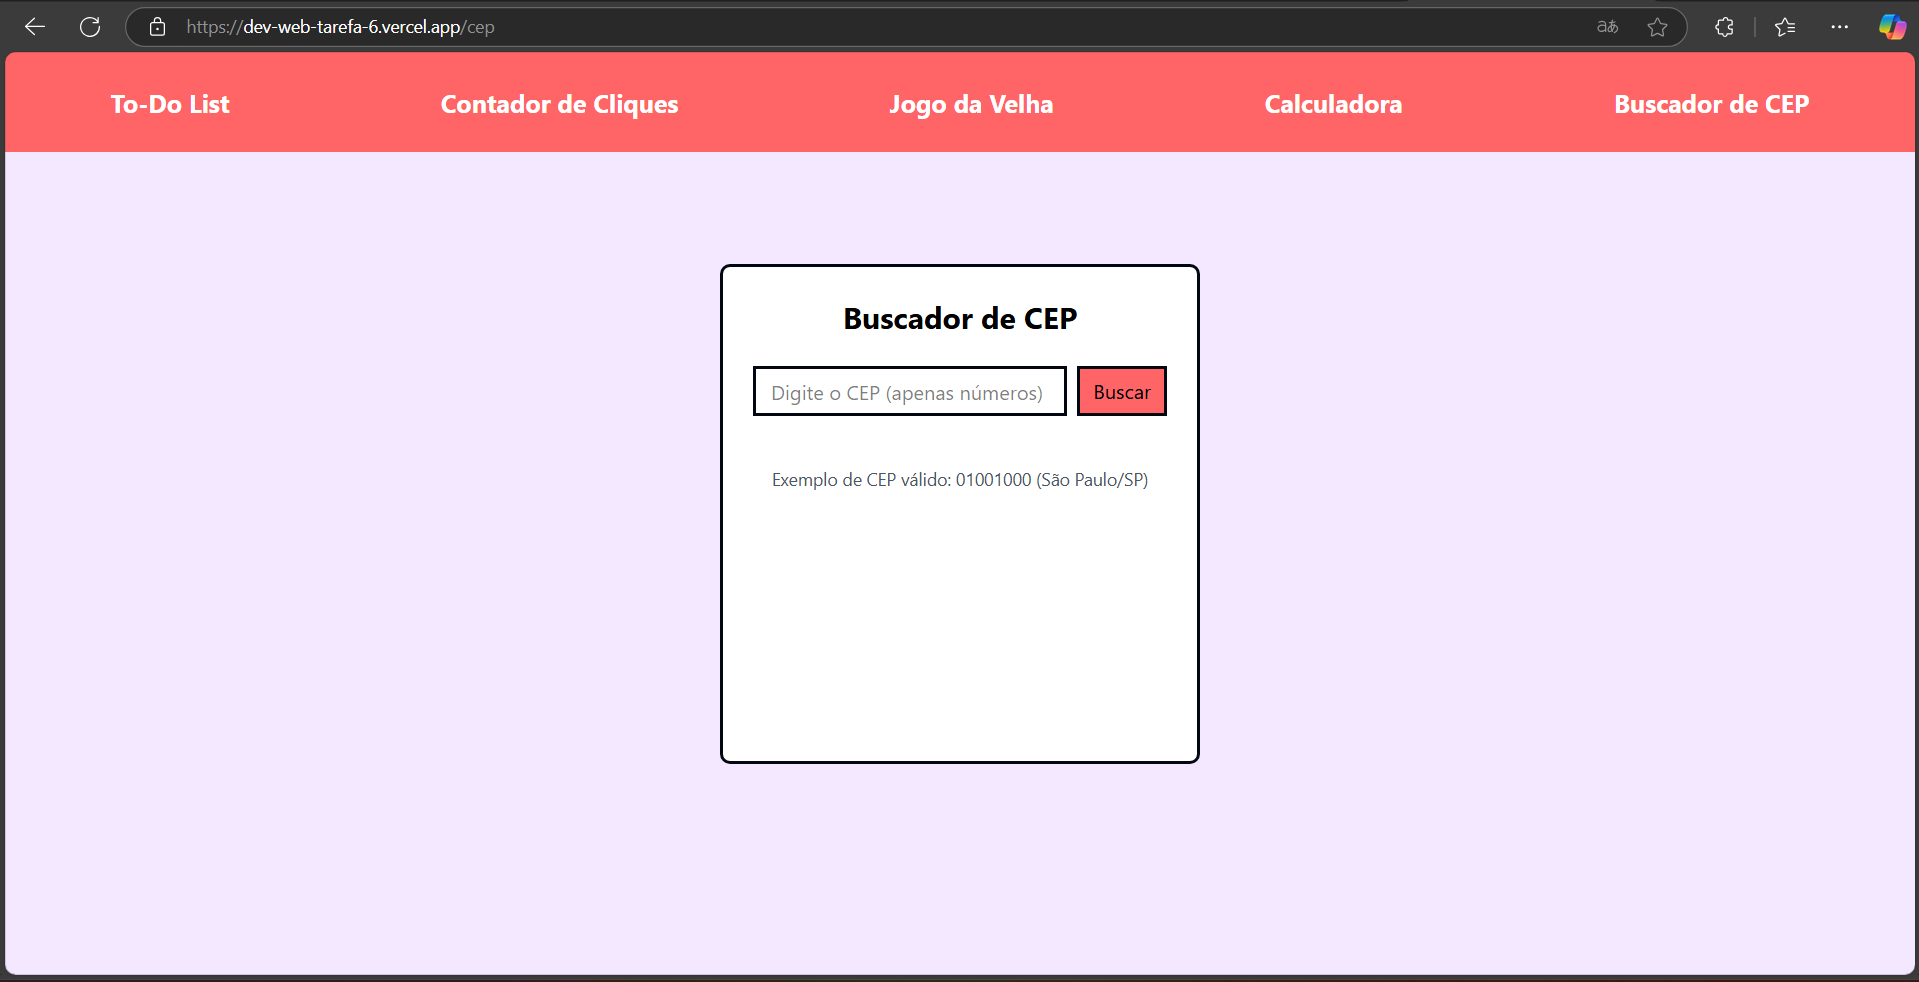 https://dev-web-tarefa-6.vercel.app/cep
To-Do List Contador de Cliques Jogo da Velha Calculadora Buscador de CEP
Buscador de CEP
Digite o CEP (apenas números) Buscar
Exemplo de CEP válido: 01001000 (São Paulo/SP)